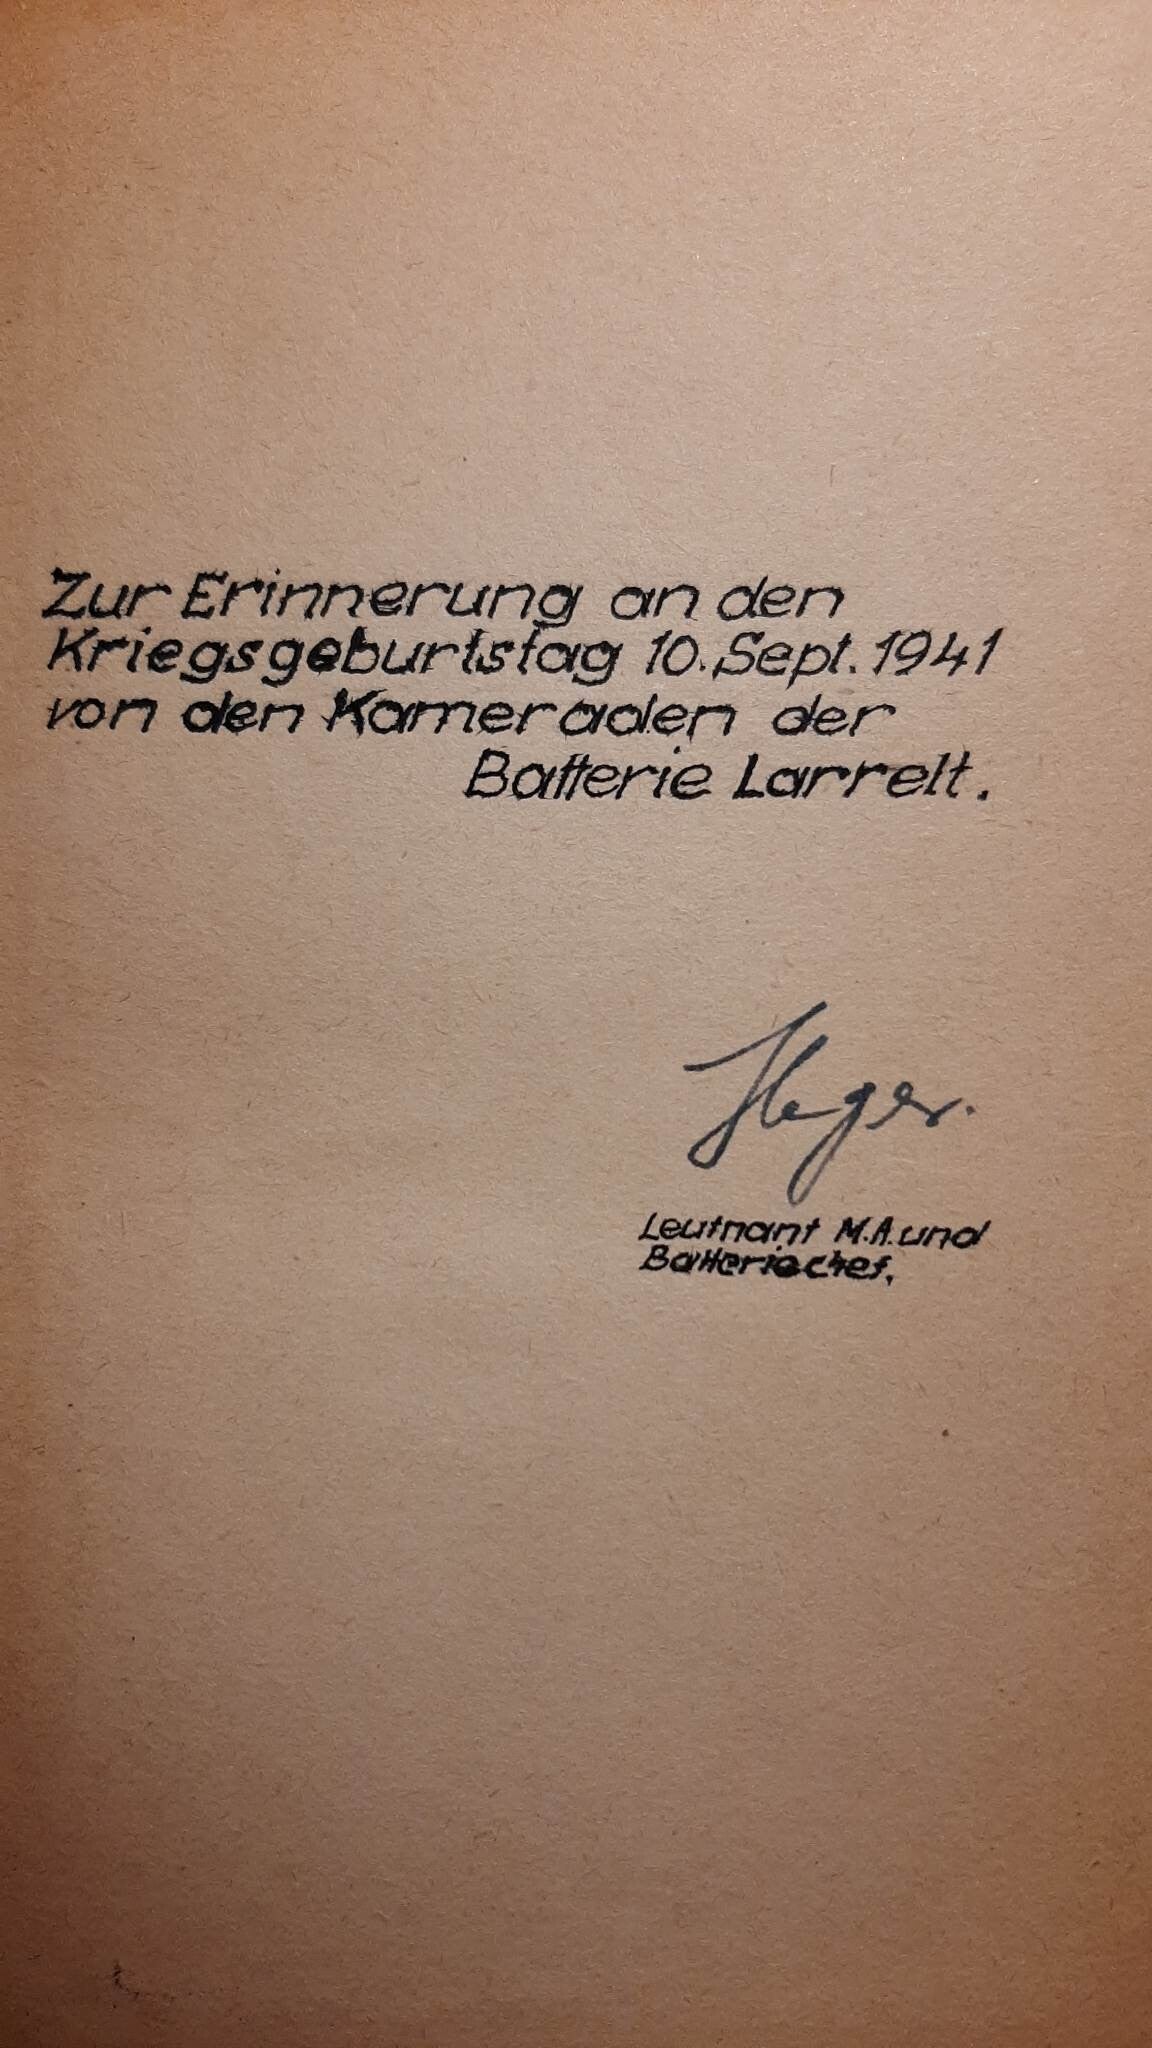 Zur Erinnerung an den
Kriegsgeburtstag 10. Sept. 1941
von den Kameraden der
Batterie Larrelt.
Leutnant M.A. und
Batteriechef.